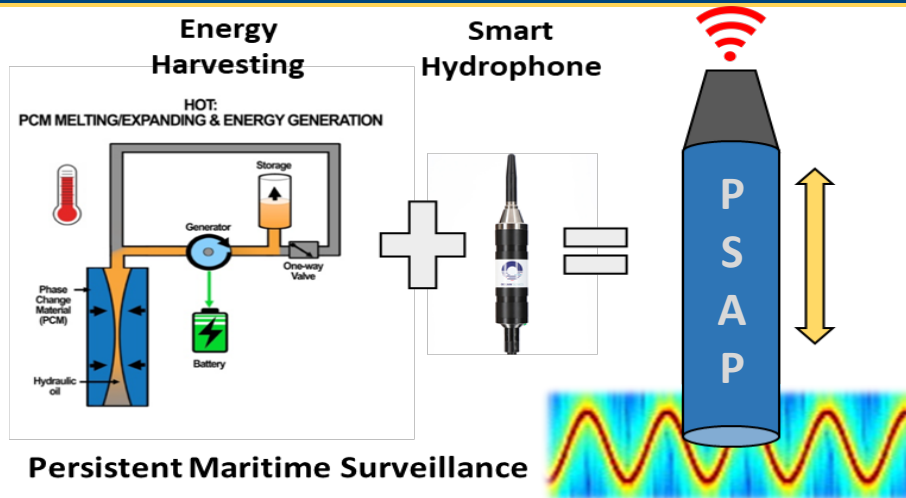 Energy
Harvesting
Smart
Hydrophone
HOT:
PCM MELTING/EXPANDING & ENERGY GENERATION
Storage
Generator
One-way
Valve
Phase
Change
Material
(PCM)
Battery
Hydraulic
oil
P
S
A
P
Persistent Maritime Surveillance